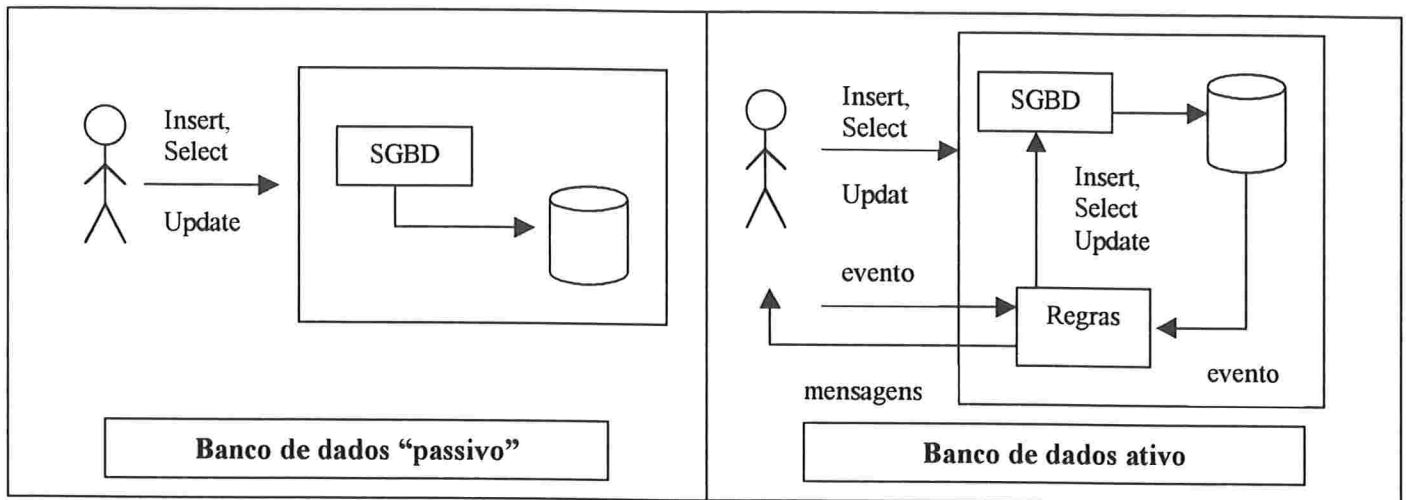 Insert,
Select
Update
SGBD
Banco de dados “passivo”
Insert,
Select
Updat
evento
mensagens
SGBD
Insert,
Select
Update
Regras
evento
Banco de dados ativo